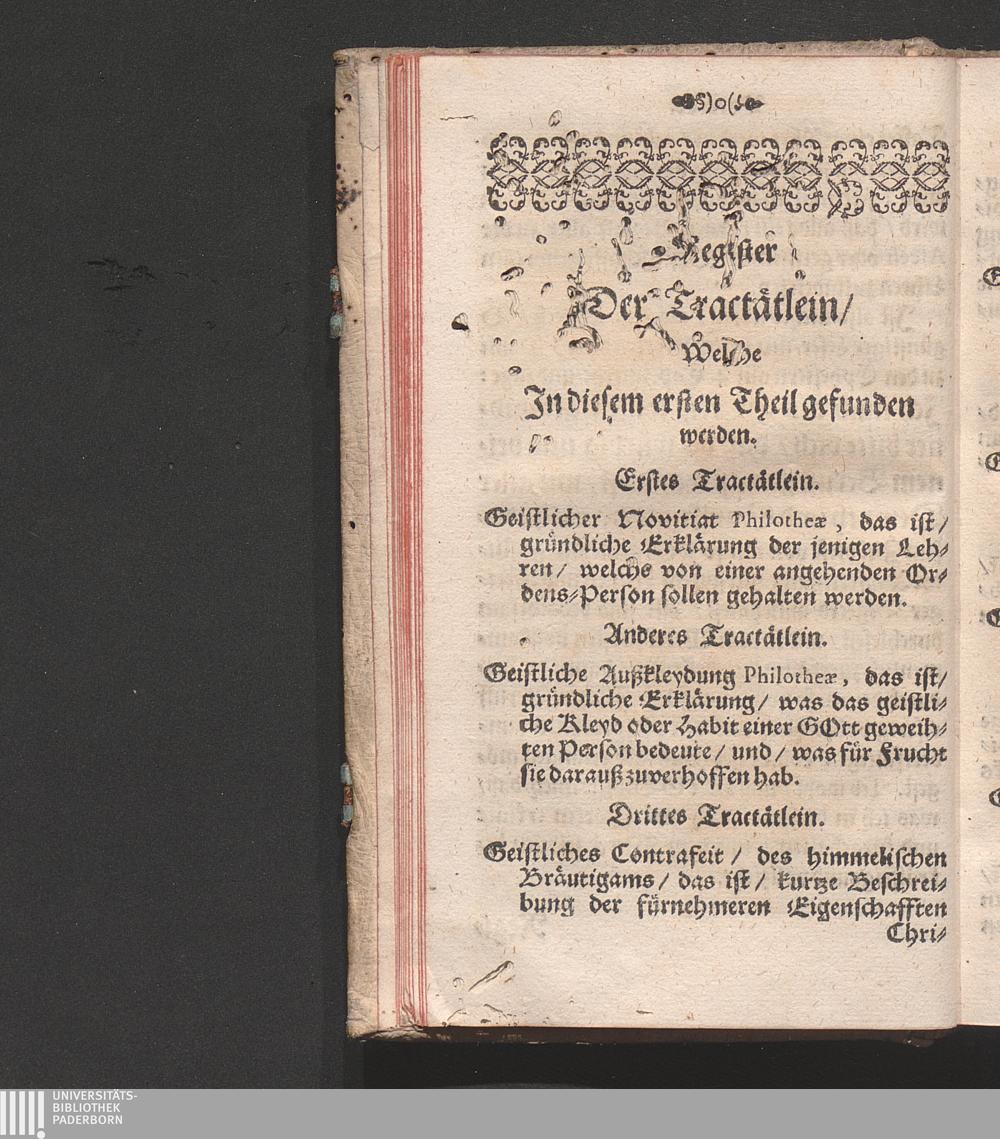 Register
Der Tractätlein/
Welche
In diesem ersten Theil gefunden
werden.
Erstes Tractätlein.
Geistlicher Novitiat Philotheæ, das ist/
gründliche Erklärung der jenigen Leh-
ren/ welche von einer angehenden Or-
dens-Person sollen gehalten werden.
Anderes Tractätlein.
Geistliche Außkleydung Philotheæ, das ist/
gründliche Erklärung/ was das geistli-
che Kleyd oder Habit einer GOtt geweih-
ten Person bedeute/ und/ was für Frucht
sie darauß zuverhoffen hab.
Drittes Tractätlein.
Geistliches Contrafeit/ des himmelischen
Bräutigams/ das ist/ kurtze Beschrei-
bung der fürnehmeren Eigenschafften
Chri-
UNIVERSITÄTS-
BIBLIOTHEK
PADERBORN